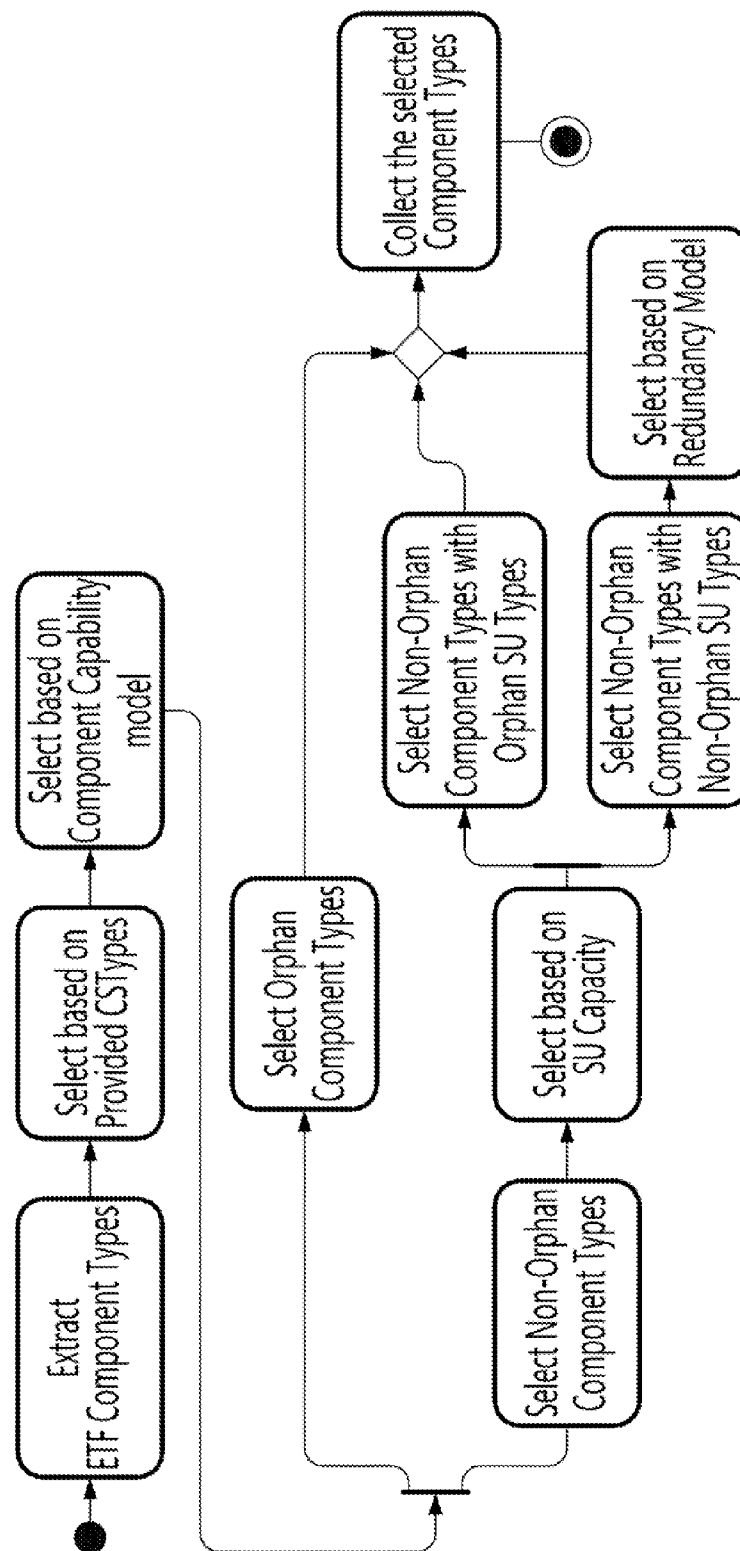 Extract
ETF Component Types
Select based on
Provided CSTypes
Select based on
Component Capability
model
Select Orphan
Component Types
Select Non-Orphan
Component Types
Select based on
SU Capacity
Select Non-Orphan
Component Types with
Orphan SU Types
Select Non-Orphan
Component Types with
Non-Orphan SU Types
Select based on
Redundancy Model
Collect the selected
Component Types